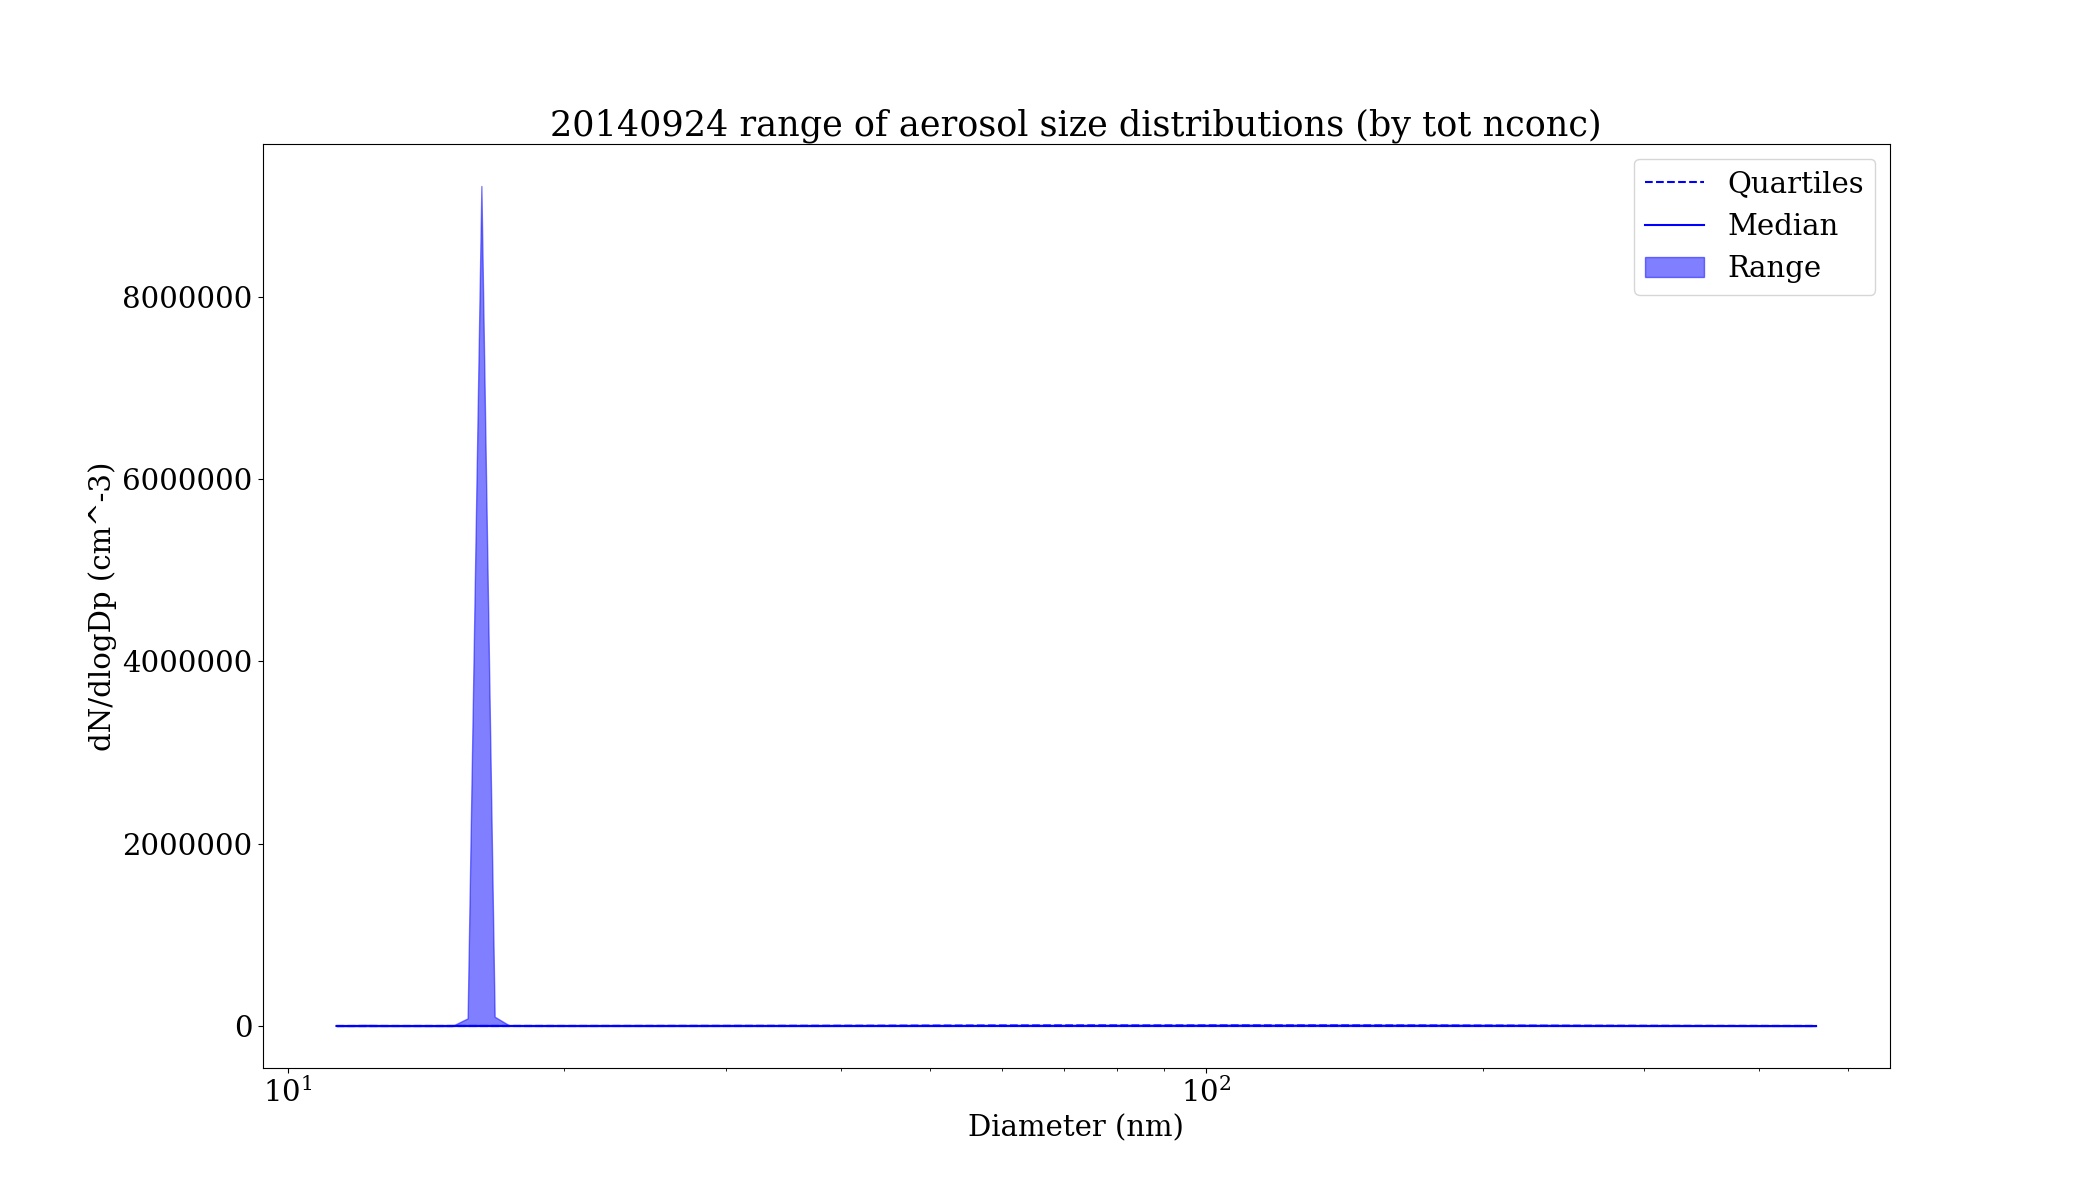 20140924 range of aerosol size distributions (by tot nconc)
Quartiles
Median
Range
8000000
6000000
4000000
2000000
0
dN/dlogDp (cm^-3)
10¹ 10²
Diameter (nm)